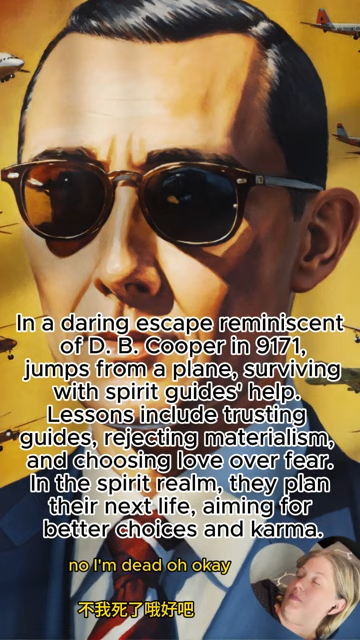 In a daring escape reminiscent
of D. B. Cooper in 9171,
jumps from a plane, surviving
with spirit guides' help.
Lessons include trusting
guides, rejecting materialism,
and choosing love over fear.
In the spirit realm, they plan
their next life, aiming for
better choices and karma.
no I'm dead oh okay
不我死了哦好吧